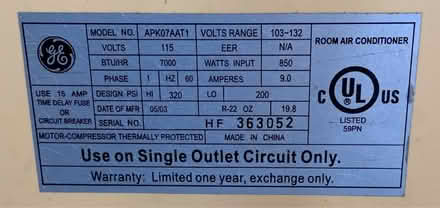 GE
MODEL NO. APK07AAT1 VOLTS RANGE 103~132
VOLTS 115 EER N/A
BTU/HR 7000 WATTS INPUT 850
PHASE 1 HZ 60 AMPERES 9.0
DESIGN PSI HI 320 LO 200
DATE OF MFR 05/03 R-22 OZ 19.8
SERIAL NO. HF 363052
MOTOR-COMPRESSOR THERMALLY PROTECTED MADE IN CHINA
USE 15 AMP
TIME DELAY FUSE
OR
CIRCUIT BREAKER
ROOM AIR CONDITIONER
C UL US
®
LISTED
59PN
Use on Single Outlet Circuit Only.
Warranty: Limited one year, exchange only.